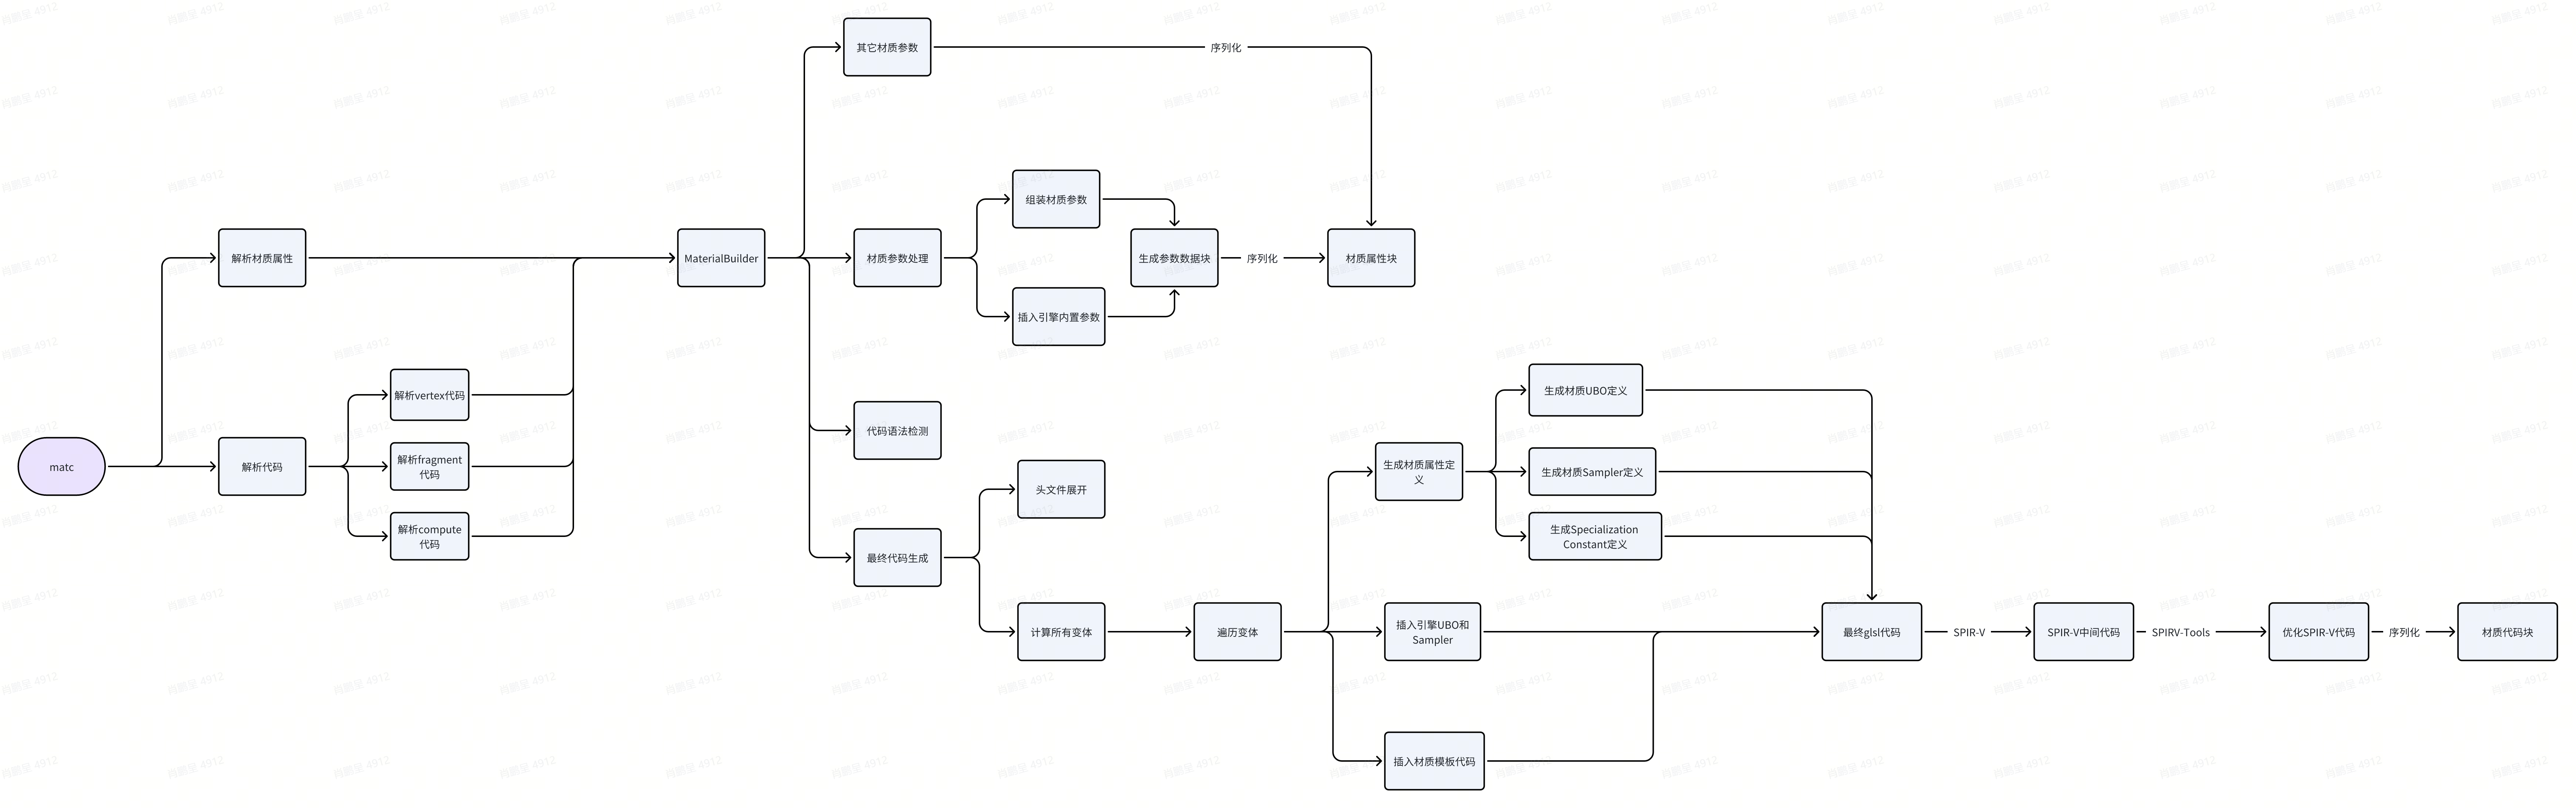 其它材质参数
序列化
组装材质参数
解析材质属性
MaterialBuilder
材质参数处理
生成参数数据块
序列化
材质属性块
插入引擎内置参数
解析vertex代码
生成材质UBO定义
代码语法检测
matc
解析代码
解析fragment
代码
生成材质属性定
义
生成材质Sampler定义
头文件展开
解析compute
代码
生成Specialization
Constant定义
最终代码生成
计算所有变体
遍历变体
插入引擎UBO和
Sampler
最终glsl代码
SPIR-V
SPIR-V中间代码
SPIRV-Tools
优化SPIR-V代码
序列化
材质代码块
插入材质模板代码